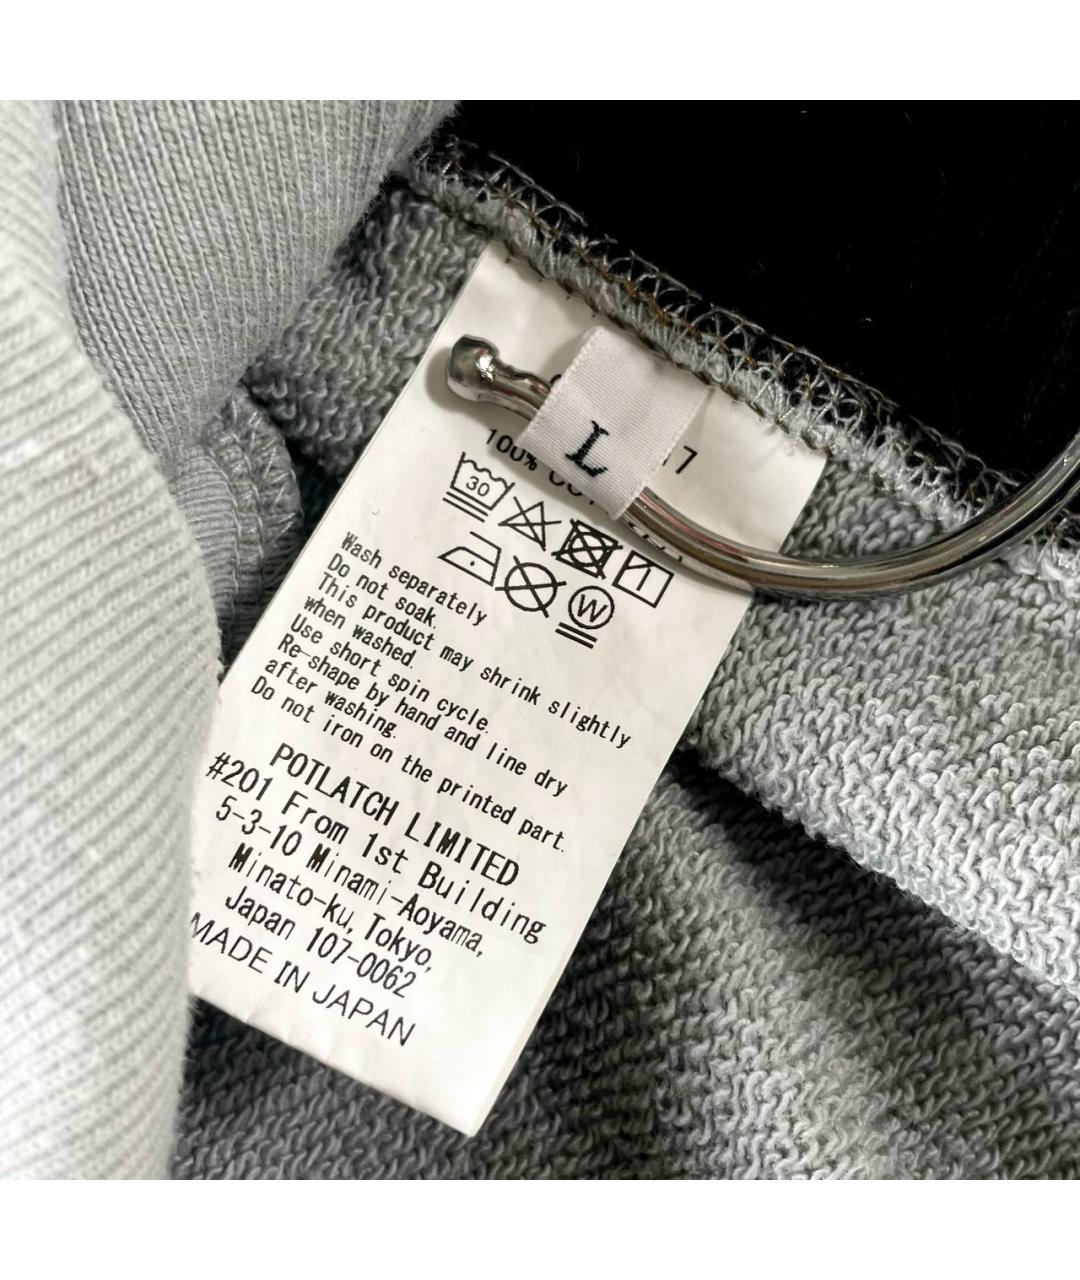 L
17
100%
30
W
Wash separately
Do not soak.
This product may shrink slightly
when washed.
Use short spin cycle.
Re-shape by hand and line dry
after washing.
Do not iron on the printed part.
POTLATCH LIMITED
#201 From 1st Building
5-3-10 Minami-Aoyama,
Minato-ku, Tokyo,
Japan 107-0062
MADE IN JAPAN